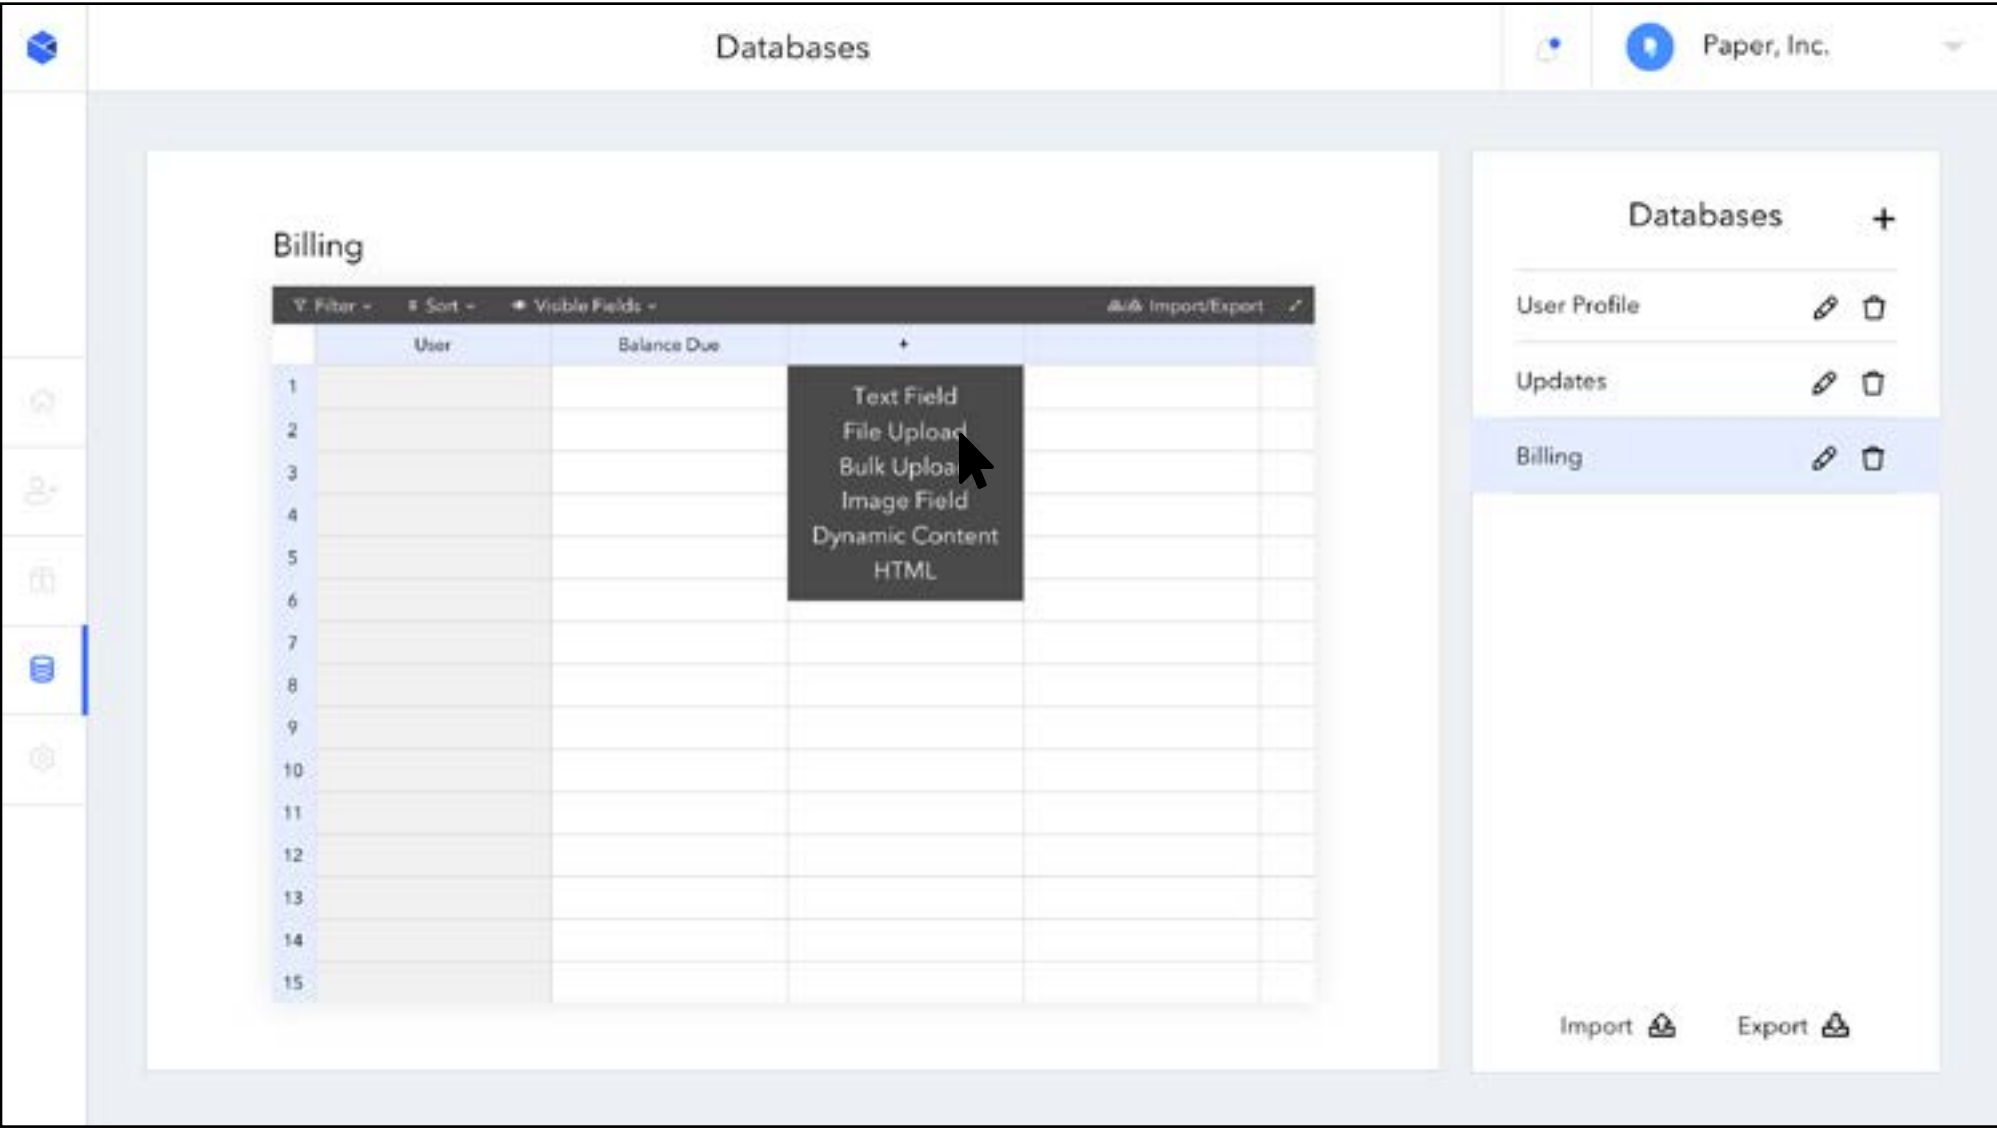 Databases
Paper, Inc.
Billing
Filter
Sort
Visible Fields
Import/Export
User
Balance Due
+
1
2
3
4
5
6
7
8
9
10
11
12
13
14
15
Text Field
File Upload
Bulk Upload
Image Field
Dynamic Content
HTML
Databases +
User Profile
Updates
Billing
Import
Export